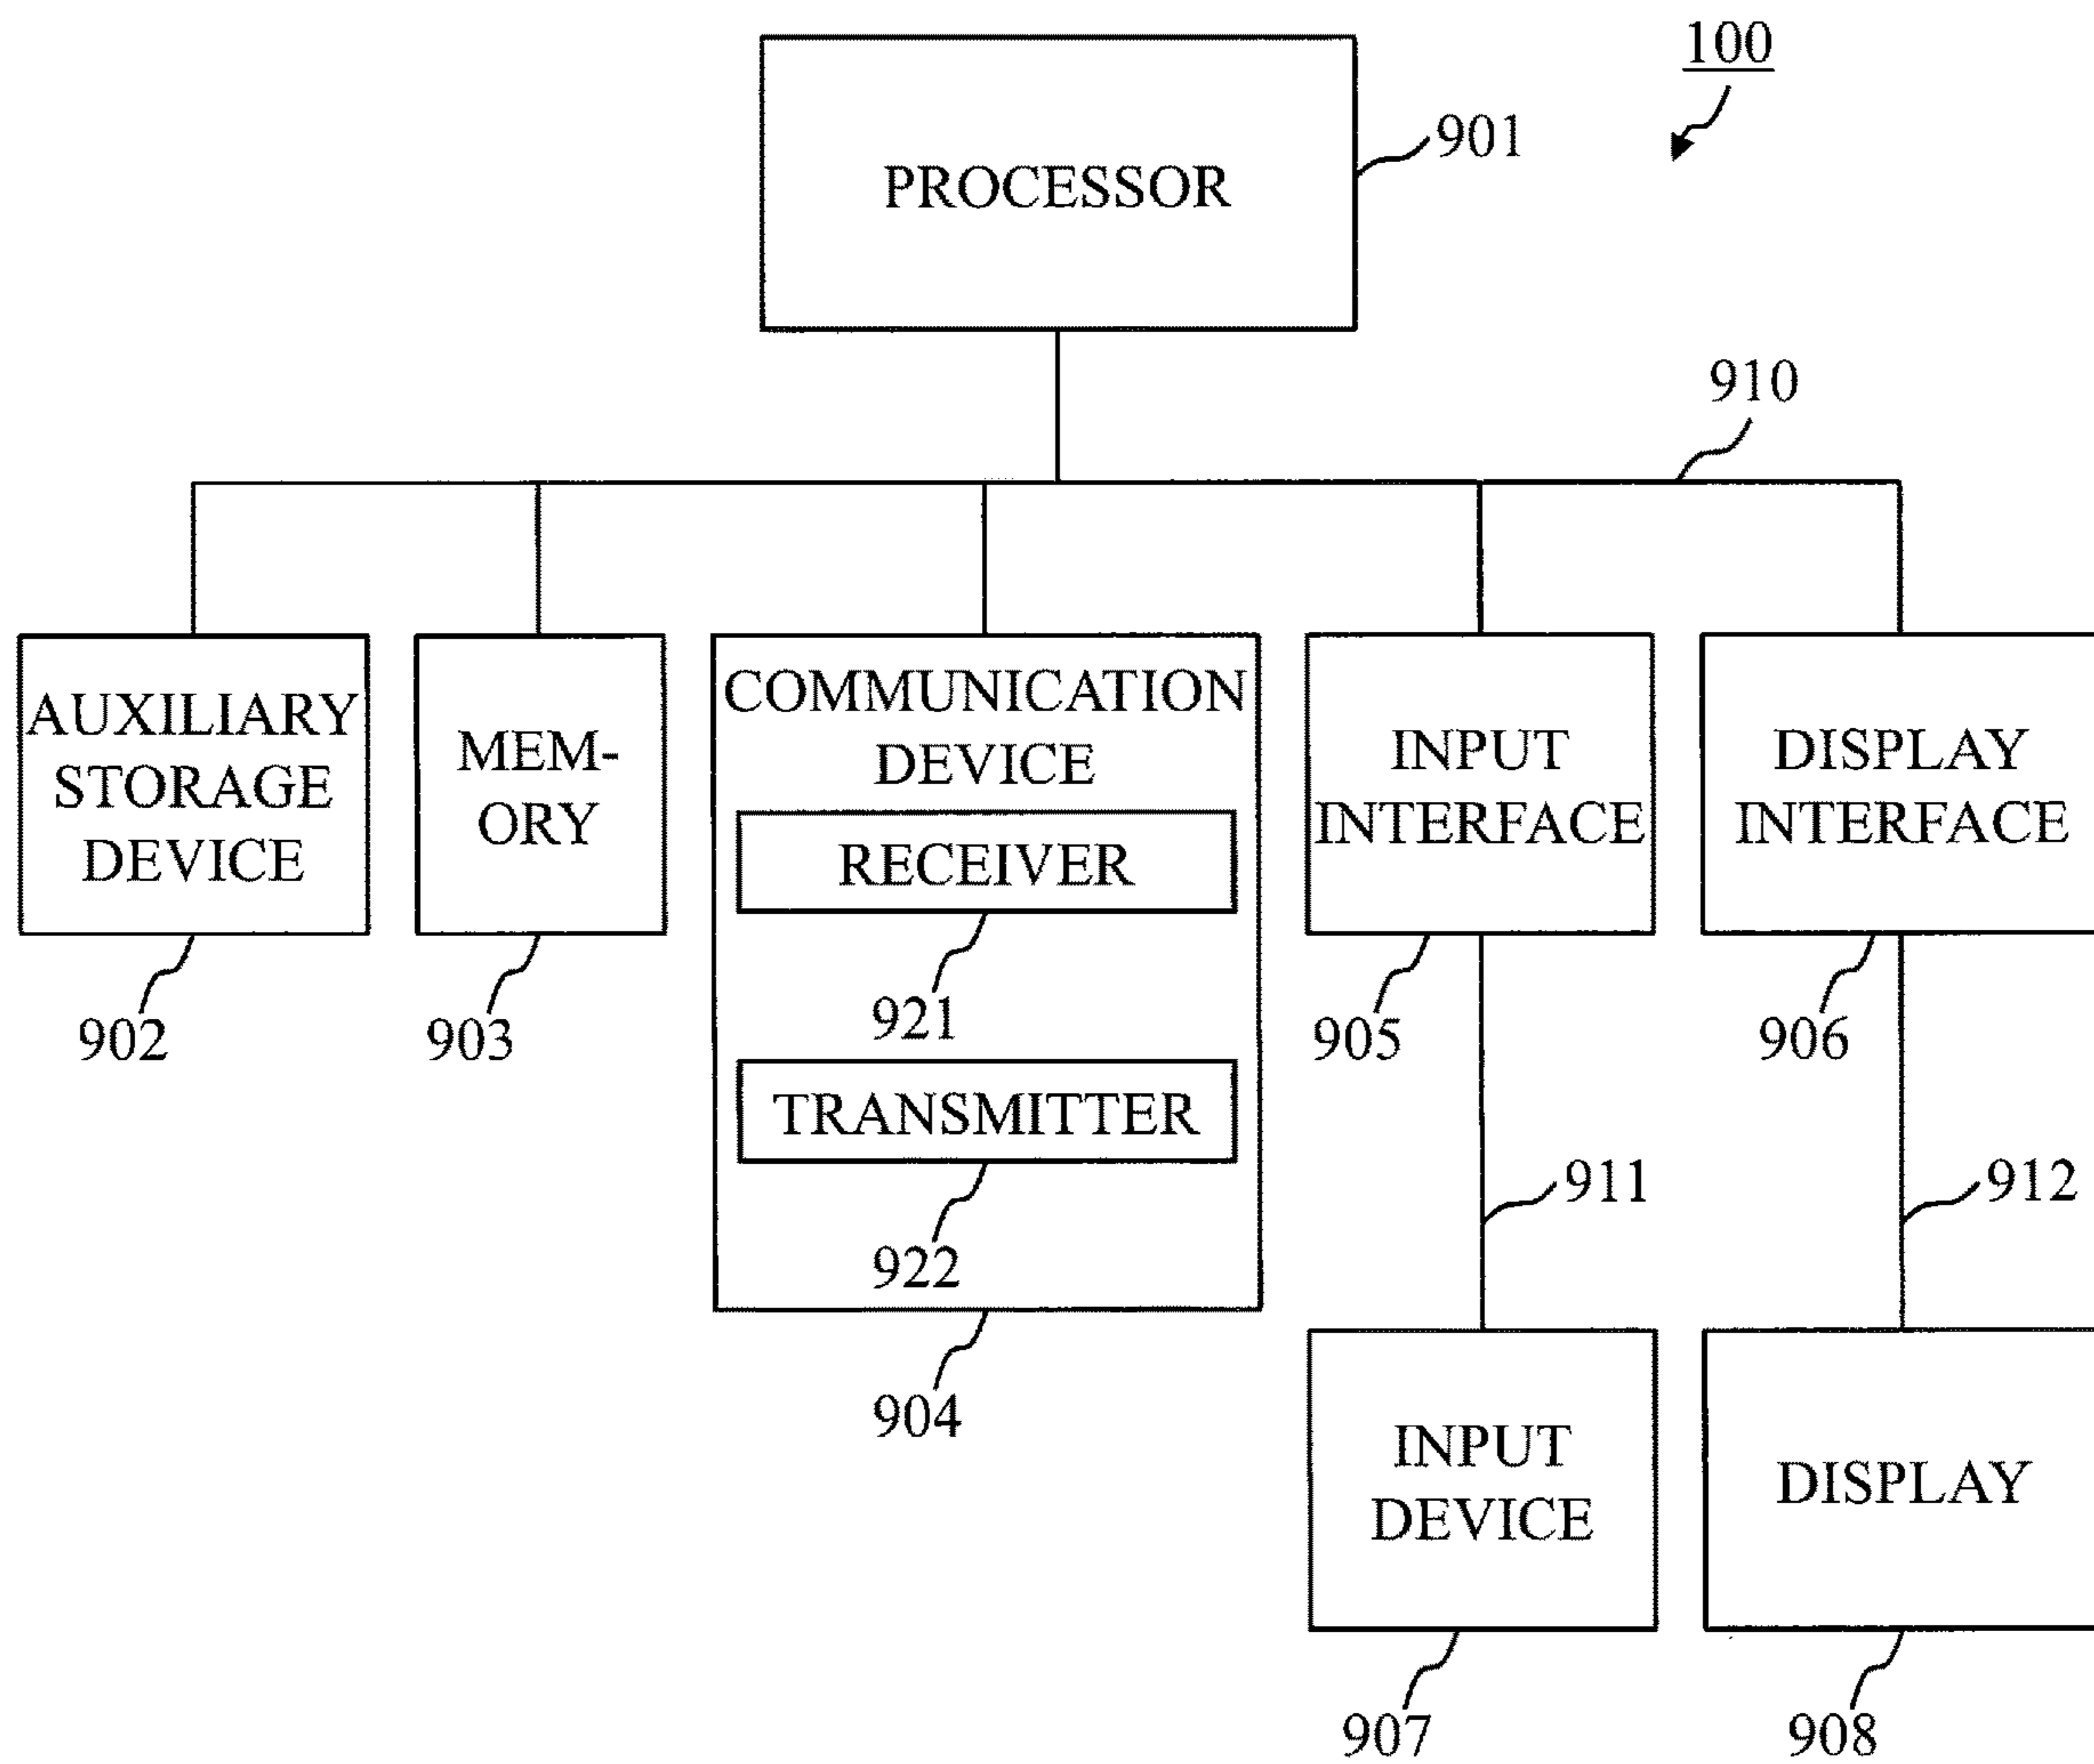 100
PROCESSOR
901
910
AUXILIARY
STORAGE
DEVICE
902
MEM-
ORY
903
COMMUNICATION
DEVICE
RECEIVER
921
TRANSMITTER
922
904
INPUT
INTERFACE
905
DISPLAY
INTERFACE
906
911
912
INPUT
DEVICE
907
DISPLAY
908